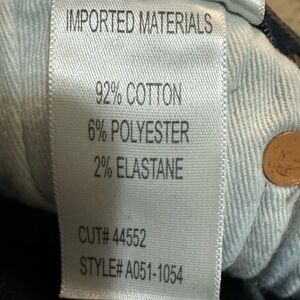 IMPORTED MATERIALS
92% COTTON
6% POLYESTER
2% ELASTANE
CUT# 44552
STYLE# A051-1054